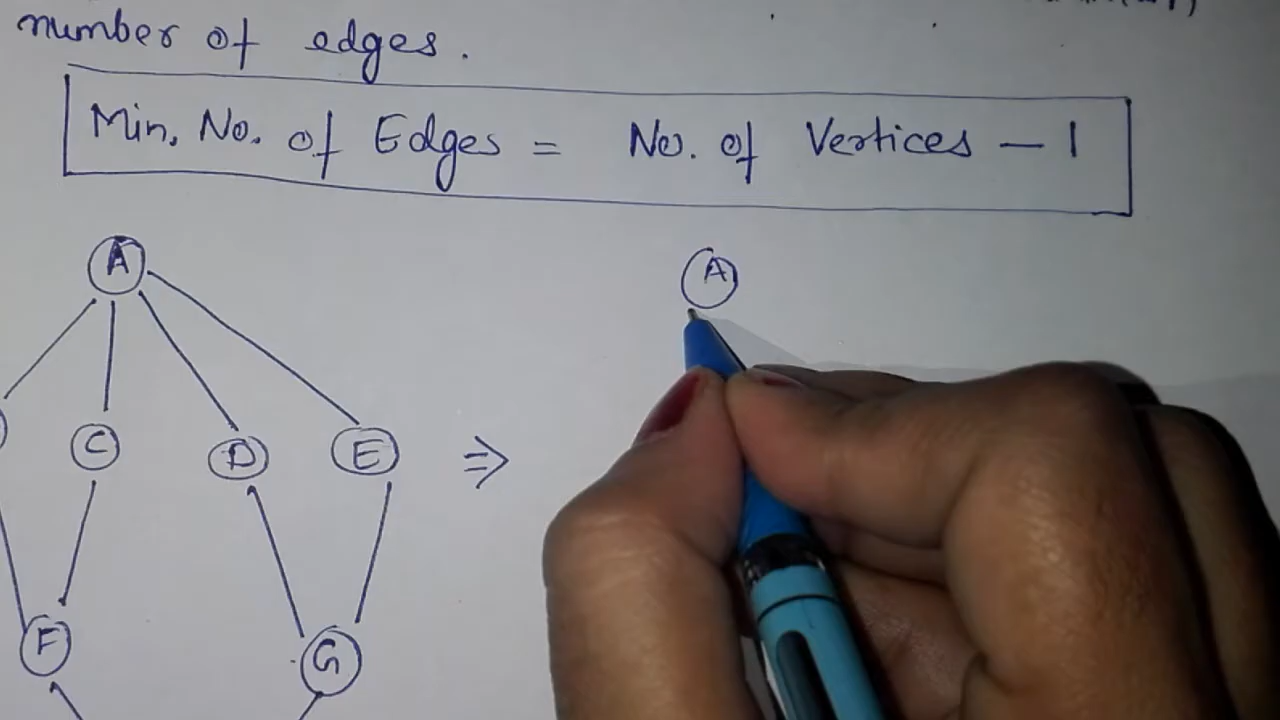 number of edges.
Min. No. of Edges = No. of Vertices - 1
A
A
C
D
E
⇒
F
G